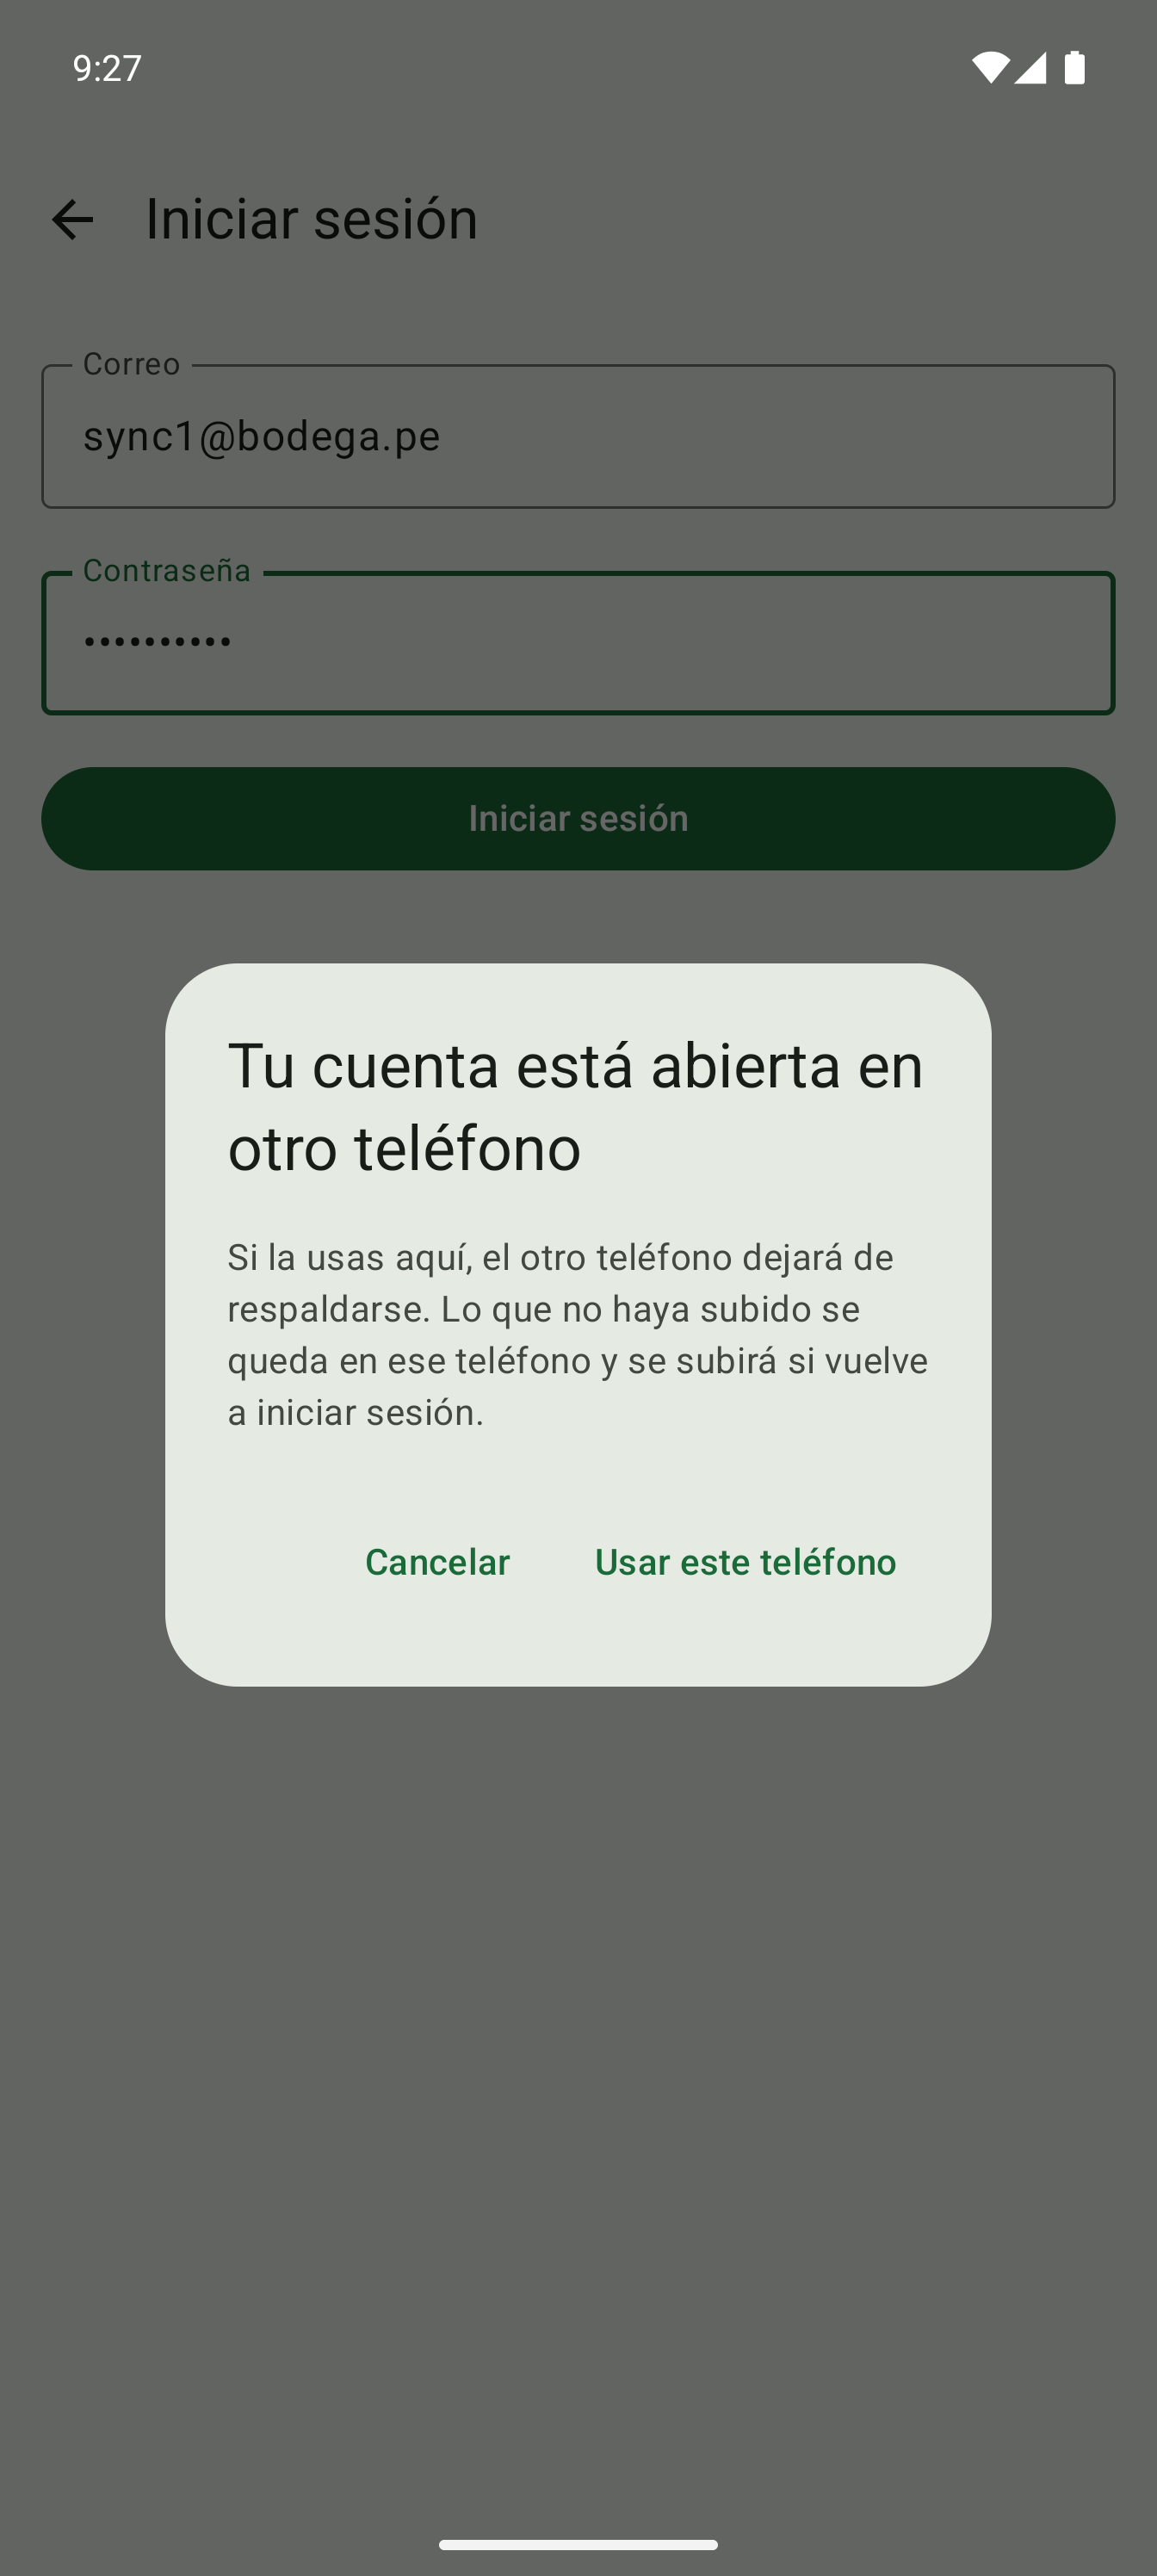 9:27
Iniciar sesión
Correo
sync1@bodega.pe
Contraseña
••••••••••
Iniciar sesión
Tu cuenta está abierta en
otro teléfono
Si la usas aquí, el otro teléfono dejará de
respaldarse. Lo que no haya subido se
queda en ese teléfono y se subirá si vuelve
a iniciar sesión.
Cancelar
Usar este teléfono